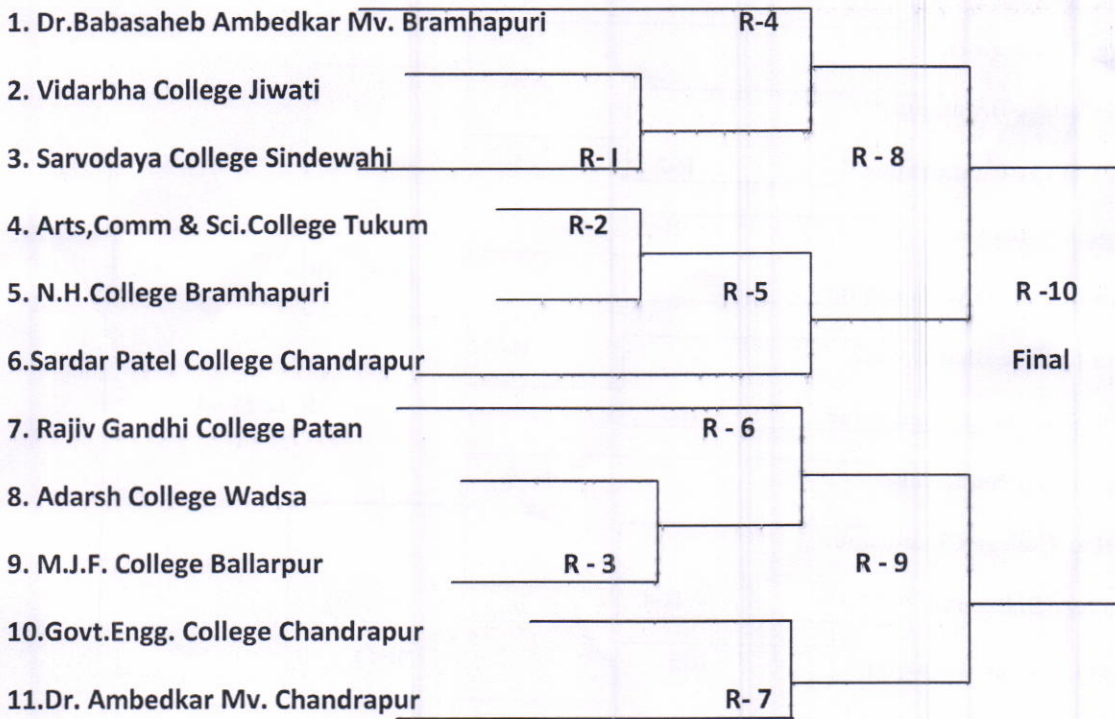 1. Dr.Babasaheb Ambedkar Mv. Bramhapuri R-4
2. Vidarbha College Jiwati
3. Sarvodaya College Sindewahi R- I R - 8
4. Arts,Comm & Sci.College Tukum R-2
5. N.H.College Bramhapuri R -5 R -10
6.Sardar Patel College Chandrapur Final
7. Rajiv Gandhi College Patan R - 6
8. Adarsh College Wadsa
9. M.J.F. College Ballarpur R - 3 R - 9
10.Govt.Engg. College Chandrapur
11.Dr. Ambedkar Mv. Chandrapur R- 7